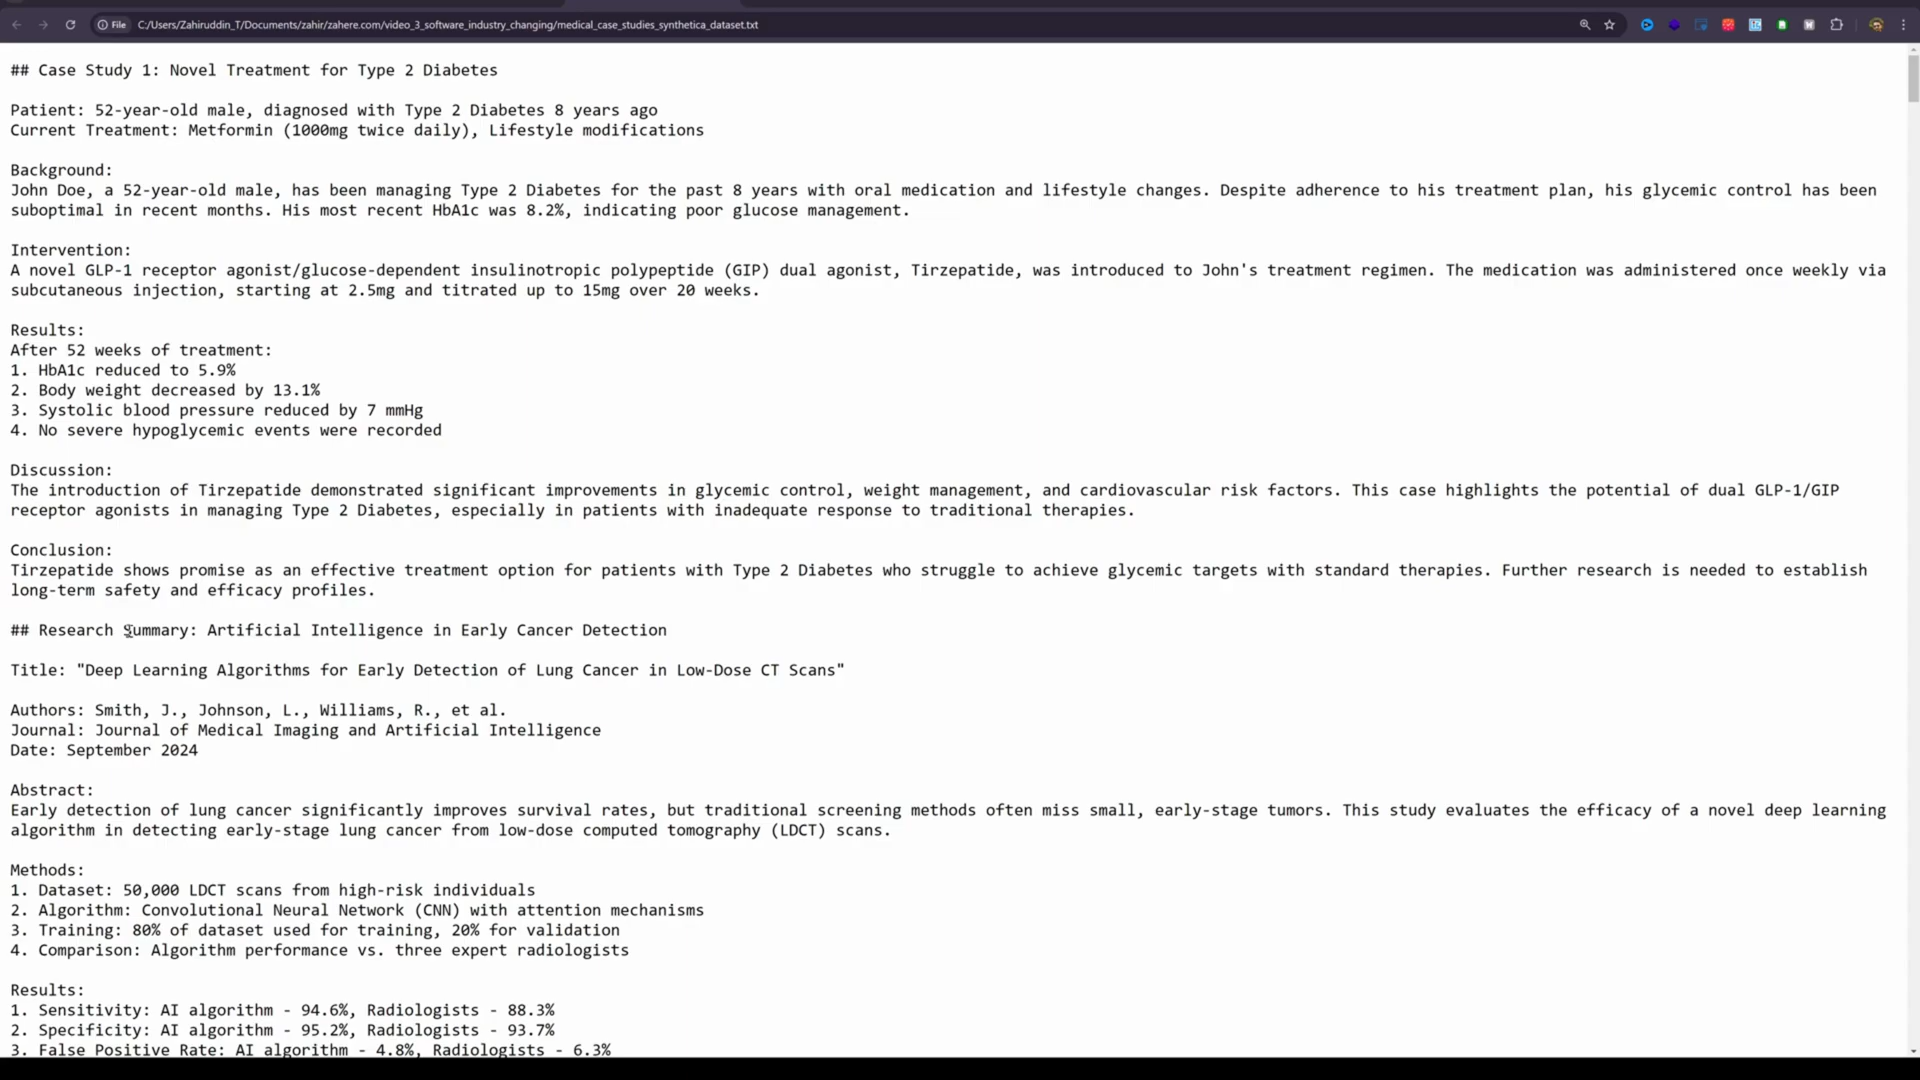 File
C:/Users/Zahiruddin_T/Documents/zahir/zahere.com/video_3_software_industry_changing/medical_case_studies_synthetica_dataset.txt
## Case Study 1: Novel Treatment for Type 2 Diabetes
Patient: 52-year-old male, diagnosed with Type 2 Diabetes 8 years ago
Current Treatment: Metformin (1000mg twice daily), Lifestyle modifications
Background:
John Doe, a 52-year-old male, has been managing Type 2 Diabetes for the past 8 years with oral medication and lifestyle changes. Despite adherence to his treatment plan, his glycemic control has been
suboptimal in recent months. His most recent HbA1c was 8.2%, indicating poor glucose management.
Intervention:
A novel GLP-1 receptor agonist/glucose-dependent insulinotropic polypeptide (GIP) dual agonist, Tirzepatide, was introduced to John's treatment regimen. The medication was administered once weekly via
subcutaneous injection, starting at 2.5mg and titrated up to 15mg over 20 weeks.
Results:
After 52 weeks of treatment:
1. HbA1c reduced to 5.9%
2. Body weight decreased by 13.1%
3. Systolic blood pressure reduced by 7 mmHg
4. No severe hypoglycemic events were recorded
Discussion:
The introduction of Tirzepatide demonstrated significant improvements in glycemic control, weight management, and cardiovascular risk factors. This case highlights the potential of dual GLP-1/GIP
receptor agonists in managing Type 2 Diabetes, especially in patients with inadequate response to traditional therapies.
Conclusion:
Tirzepatide shows promise as an effective treatment option for patients with Type 2 Diabetes who struggle to achieve glycemic targets with standard therapies. Further research is needed to establish
long-term safety and efficacy profiles.
## Research Summary: Artificial Intelligence in Early Cancer Detection
Title: "Deep Learning Algorithms for Early Detection of Lung Cancer in Low-Dose CT Scans"
Authors: Smith, J., Johnson, L., Williams, R., et al.
Journal: Journal of Medical Imaging and Artificial Intelligence
Date: September 2024
Abstract:
Early detection of lung cancer significantly improves survival rates, but traditional screening methods often miss small, early-stage tumors. This study evaluates the efficacy of a novel deep learning
algorithm in detecting early-stage lung cancer from low-dose computed tomography (LDCT) scans.
Methods:
1. Dataset: 50,000 LDCT scans from high-risk individuals
2. Algorithm: Convolutional Neural Network (CNN) with attention mechanisms
3. Training: 80% of dataset used for training, 20% for validation
4. Comparison: Algorithm performance vs. three expert radiologists
Results:
1. Sensitivity: AI algorithm - 94.6%, Radiologists - 88.3%
2. Specificity: AI algorithm - 95.2%, Radiologists - 93.7%
3. False Positive Rate: AI algorithm - 4.8%, Radiologists - 6.3%